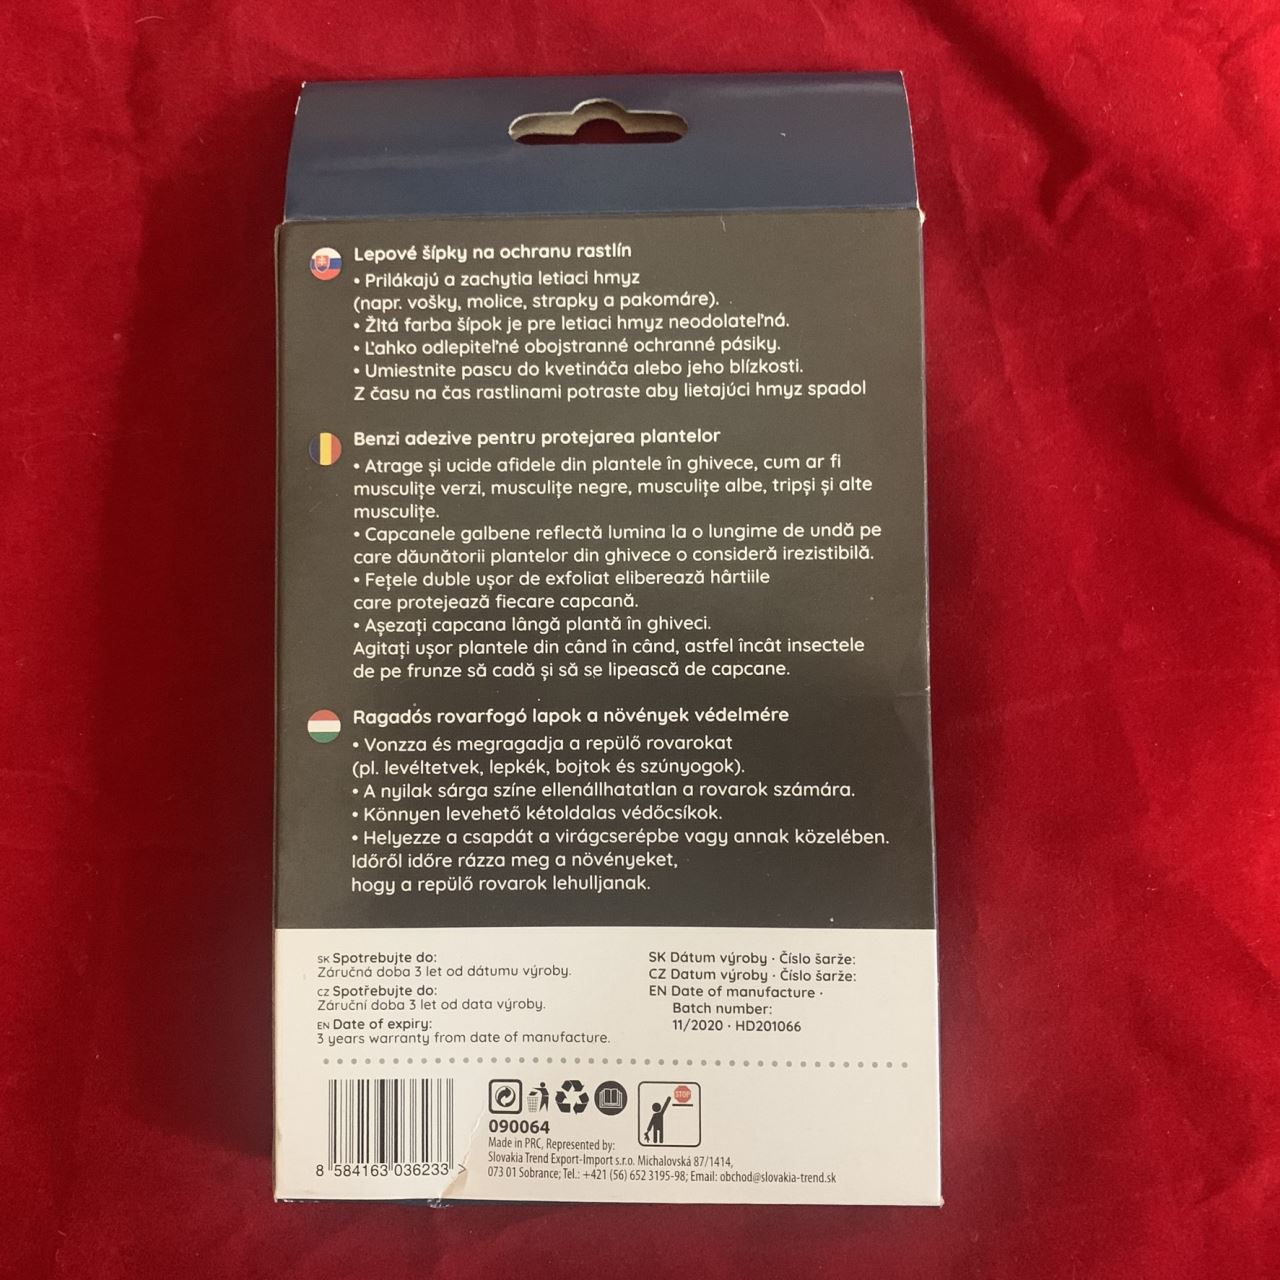 Lepové šípky na ochranu rastlín
• Prilákajú a zachytia letiaci hmyz
(napr. vošky, molice, strapky a pakomáre).
• Žltá farba šípok je pre letiaci hmyz neodolateľná.
• Ľahko odlepiteľné obojstranné ochranné pásiky.
• Umiestnite pascu do kvetináča alebo jeho blízkosti.
Z času na čas rastlinami potraste aby lietajúci hmyz spadol
Benzi adezive pentru protejarea plantelor
• Atrage și ucide afidele din plantele în ghivece, cum ar fi
musculițe verzi, musculițe negre, musculițe albe, tripși și alte
musculițe.
• Capcanele galbene reflectă lumina la o lungime de undă pe
care dăunătorii plantelor din ghivece o consideră irezistibilă.
• Fețele duble ușor de exfoliat eliberează hârtiile
care protejează fiecare capcană.
• Așezați capcana lângă plantă în ghiveci.
Agitați ușor plantele din când în când, astfel încât insectele
de pe frunze să cadă și să se lipească de capcane.
Ragadós rovarfogó lapok a növények védelmére
• Vonzza és megragadja a repülő rovarokat
(pl. levéltetvek, lepkék, bojtok és szúnyogok).
• A nyilak sárga színe ellenállhatatlan a rovarok számára.
• Könnyen levehető kétoldalas védőcsíkok.
• Helyezze a csapdát a virágcserépbe vagy annak közelében.
Időről időre rázza meg a növényeket,
hogy a repülő rovarok lehulljanak.
SK Spotrebujte do:
Záručná doba 3 let od dátumu výroby.
CZ Spotřebujte do:
Záruční doba 3 let od data výroby.
EN Date of expiry:
3 years warranty from date of manufacture.
SK Dátum výroby · Číslo šarže:
CZ Datum výroby · Číslo šarže:
EN Date of manufacture ·
Batch number:
11/2020 · HD201066
8 584163 036233 >
STOP
090064
Made in PRC, Represented by:
Slovakia Trend Export-Import s.r.o. Michalovská 87/1414,
073 01 Sobrance; Tel.: +421 (56) 652 3195-98; Email: obchod@slovakia-trend.sk